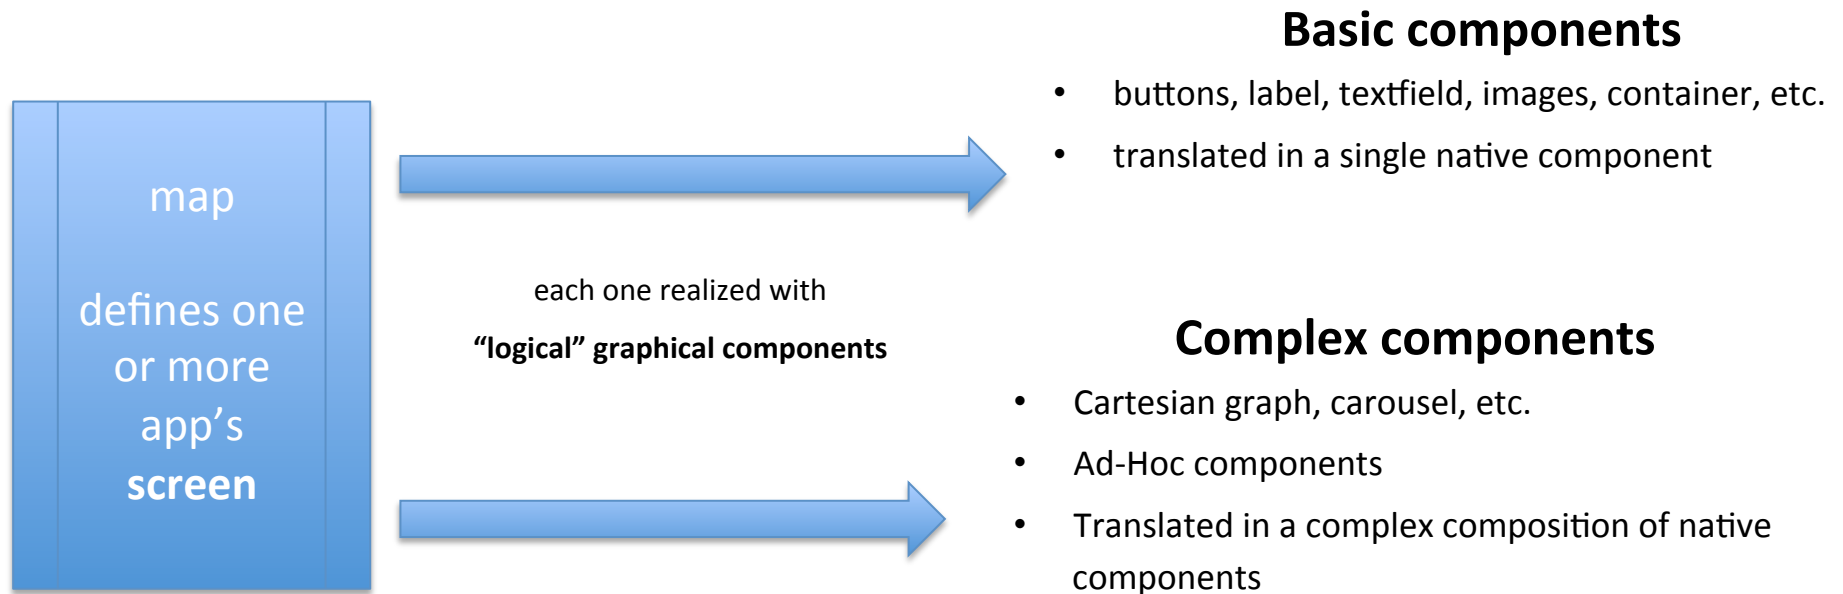 map
defines one
or more
app’s
screen
each one realized with
“logical” graphical components
Basic components
• buttons, label, textfield, images, container, etc.
• translated in a single native component
Complex components
• Cartesian graph, carousel, etc.
• Ad-Hoc components
• Translated in a complex composition of native
components